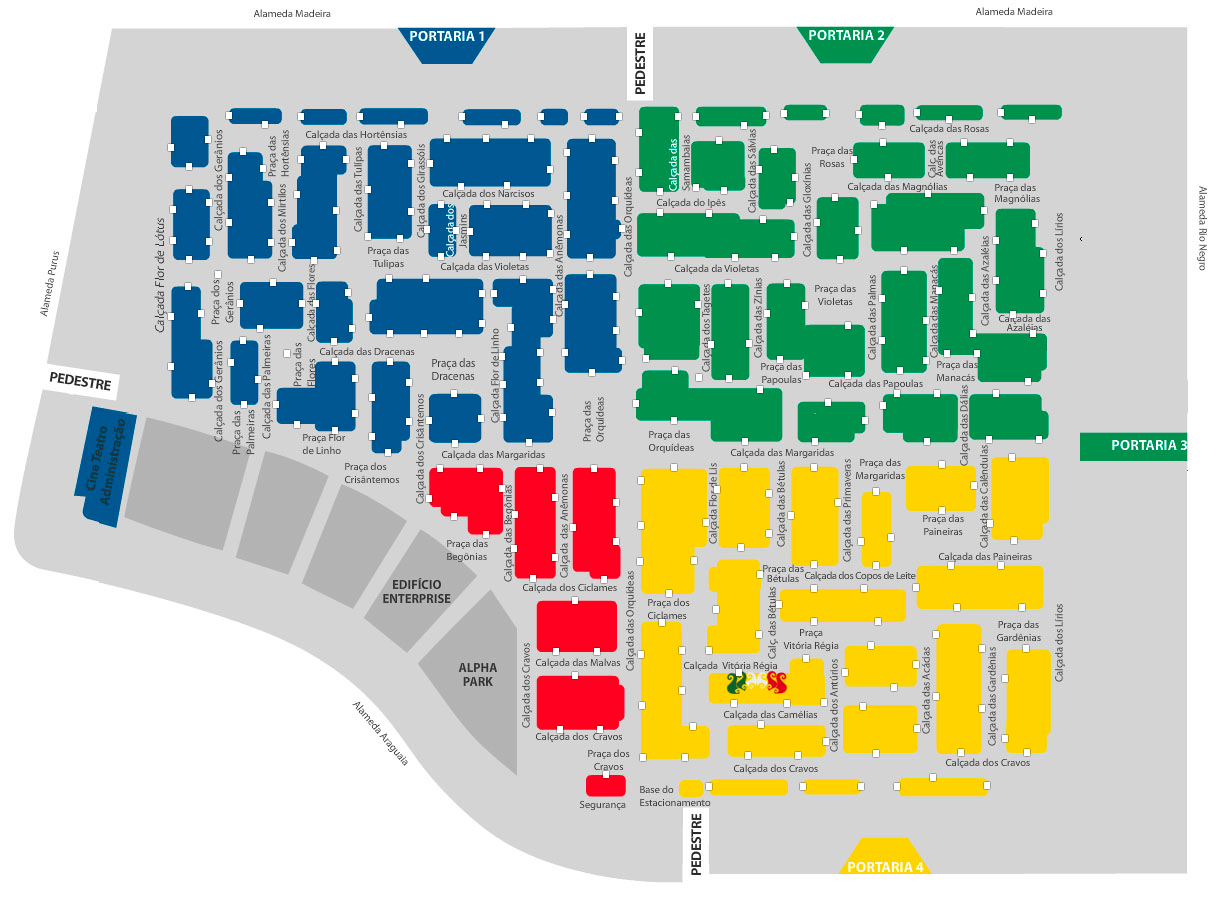 Alameda Madeira
Alameda Madeira
PORTARIA 1
PEDESTRE
PORTARIA 2
Calçada das Hortênsias
Calçada das Rosas
Calçada dos Gerânios
Praça das
Hortênsias
Calçada das Tulipas
Calçada dos Girassóis
Calçada das
Samambaias
Calçada das Sálvias
Praça das
Rosas
Calç. das
Avencas
Calçada dos Mirtilos
Calçada dos Narcisos
Calçada das Orquídeas
Calçada do Ipês
Calçada das Magnólias
Praça das
Magnólias
Calçada Flor de Lótus
Calçada dos
Jasmins
Calçada das Anêmonas
Calçada das Gloxínias
Calçada dos Lírios
Alameda Rio Negro
Alameda Purus
Praça das
Tulipas
Calçada das Violetas
Calçada da Violetas
Calçada das Azaléias
Praça dos
Gerânios
Calçada das Flores
Calçada dos Tagetes
Calçada das Zínias
Praça das
Violetas
Calçada das Palmas
Calçada das Manacás
Calçada das
Azaléias
Calçada das Palmeiras
Praça das
Flores
Calçada das Dracenas
Praça das
Dracenas
Calçada Flor de Linho
Praça das
Papoulas
Calçada das Papoulas
Praça das
Manacás
PEDESTRE
Calçada dos Gerânios
Praça das
Palmeiras
Praça Flor
de Linho
Calçada dos Crisântemos
Praça das
Orquídeas
Calçada das Dálias
Cine Teatro
Administração
Praça dos
Crisântemos
Calçada das Margaridas
Praça das
Orquídeas
Calçada das Margaridas
PORTARIA 3
Calçada das Begônias
Calçada das Anêmonas
Calçada Flor de Lis
Calçada das Bétulas
Calçada das Primaveras
Praça das
Margaridas
Calçada das Calêndulas
Praça das
Paineiras
Praça das
Begônias
Calçada das Paineiras
EDIFÍCIO
ENTERPRISE
Calçada dos Ciclames
Calçada das Orquídeas
Praça dos
Ciclames
Praça das
Bétulas
Calçada dos Copos de Leite
Calç. das Bétulas
Praça
Vitória Régia
Praça das
Gardênias
Calçada dos Lírios
ALPHA
PARK
Calçada dos Cravos
Calçada das Malvas
Calçada Vitória Régia
Calçada dos Antúrios
Calçada das Acácias
Calçada das Gardênias
Alameda Araguaia
Calçada das Camélias
Calçada dos Cravos
Praça dos
Cravos
Calçada dos Cravos
Calçada dos Cravos
Segurança
Base do
Estacionamento
PEDESTRE
PORTARIA 4